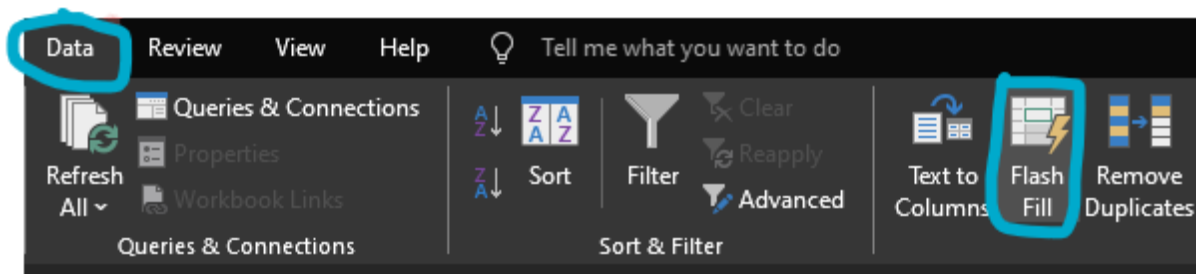 Data Review View Help Tell me what you want to do
Queries & Connections
Properties
Workbook Links
Refresh
All
Queries & Connections
A
Z
Z
A
Z A
A Z
Sort
Filter
Clear
Reapply
Advanced
Sort & Filter
Text to
Columns
Flash
Fill
Remove
Duplicates